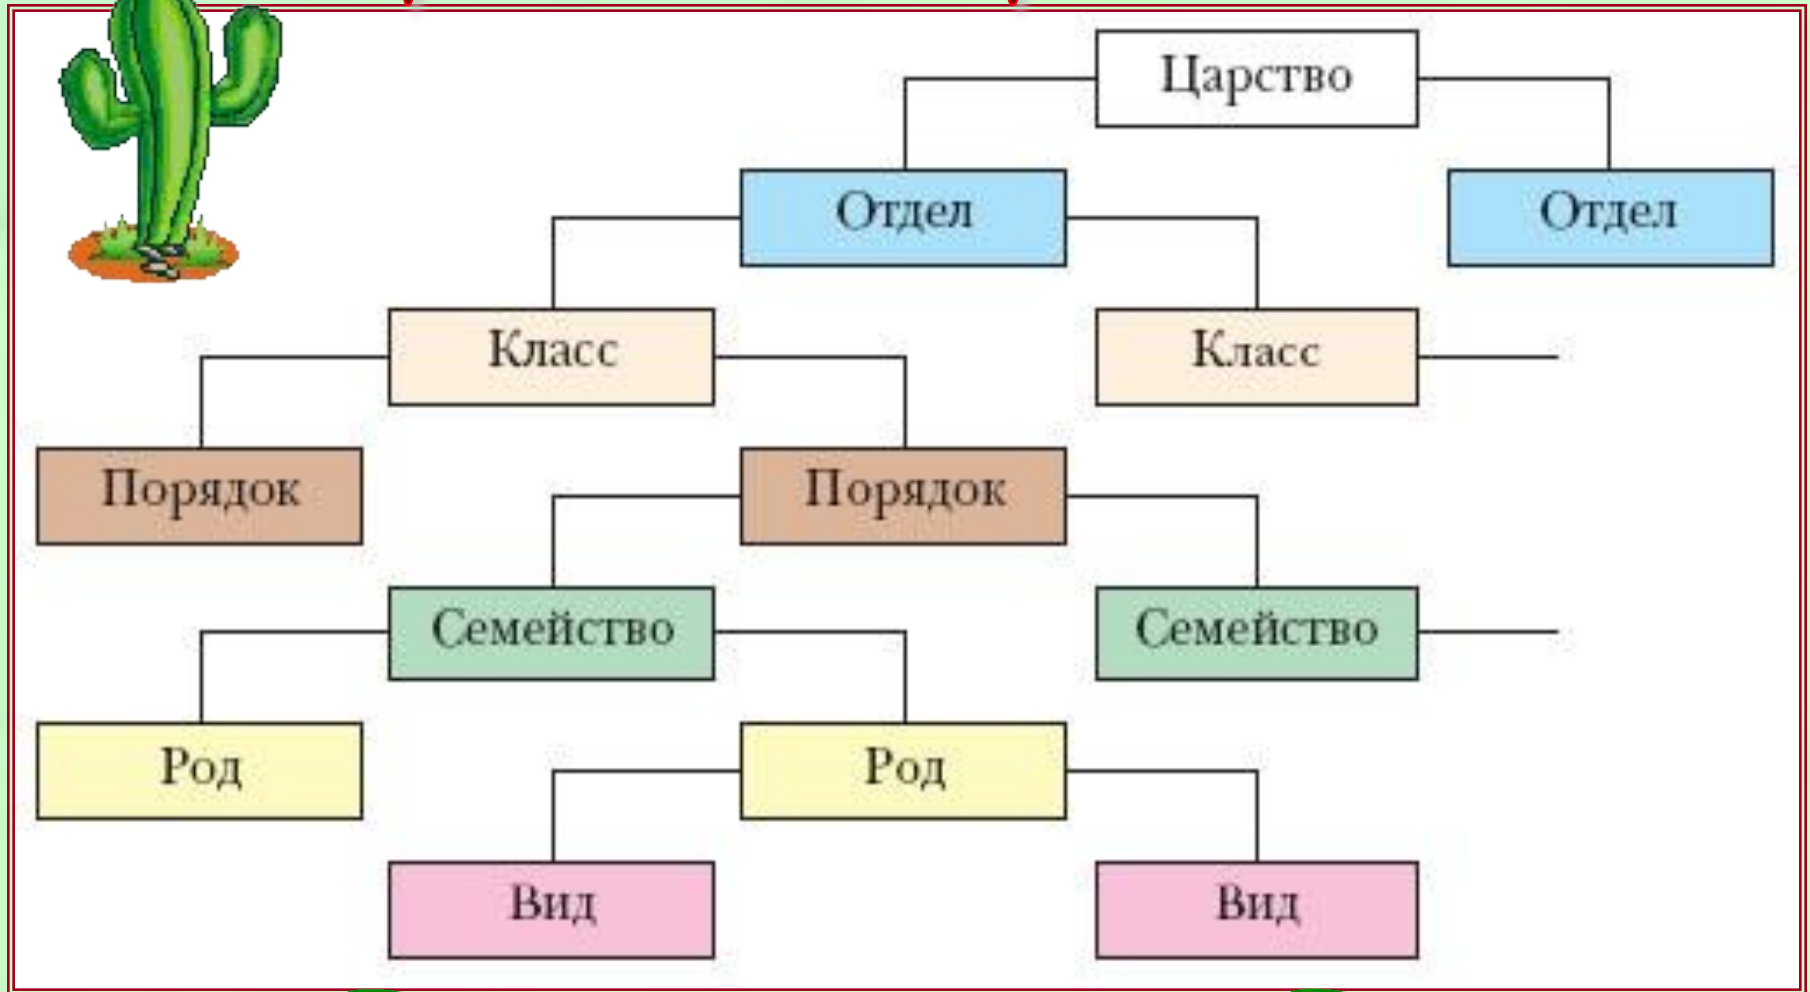 Царство
Отдел Отдел
Класс Класс
Порядок Порядок
Семейство Семейство
Род Род
Вид Вид